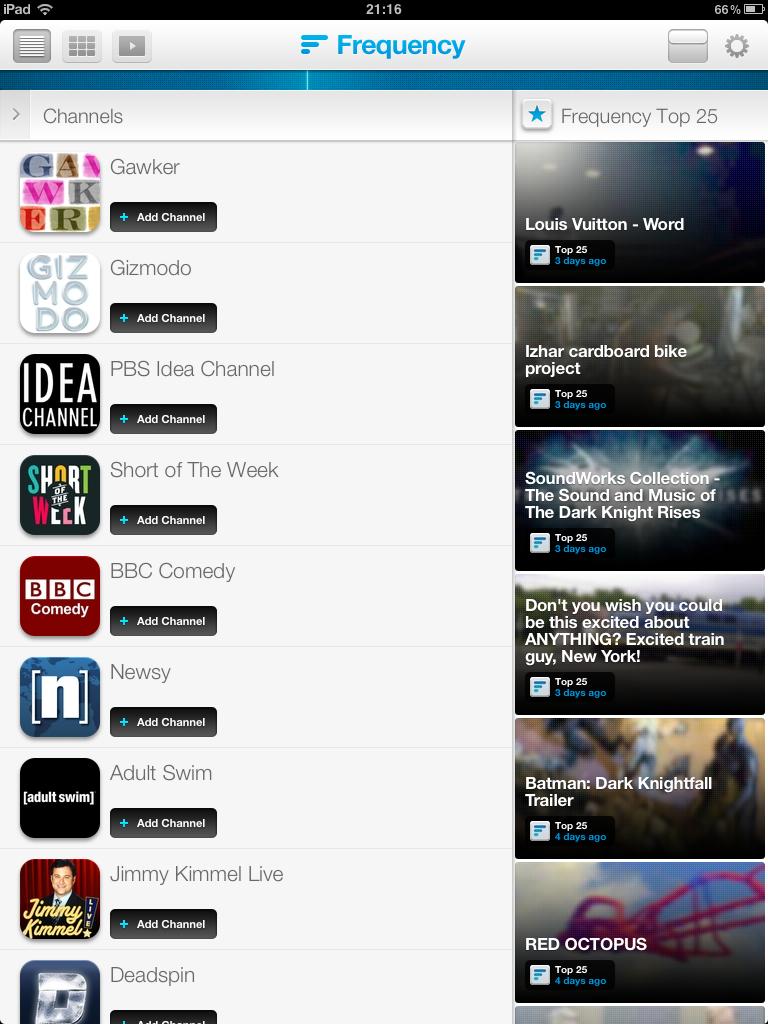 iPad
21:16
66%
Frequency
Channels
Frequency Top 25
GAW
WK
ER
Gawker
+ Add Channel
GIZ
MO
DO
Gizmodo
+ Add Channel
IDEA
CHANNEL
PBS Idea Channel
+ Add Channel
SHORT
OF
THE
WEEK
Short of The Week
+ Add Channel
BBC
Comedy
BBC Comedy
+ Add Channel
[n]
Newsy
+ Add Channel
[adult swim]
Adult Swim
+ Add Channel
Jimmy
Kimmel
LIVE
Jimmy Kimmel Live
+ Add Channel
D
Deadspin
+ Add Channel
Louis Vuitton - Word
Top 25
3 days ago
Izhar cardboard bike
project
Top 25
3 days ago
SoundWorks Collection -
The Sound and Music of
The Dark Knight Rises
Top 25
3 days ago
Don't you wish you could
be this excited about
ANYTHING? Excited train
guy, New York!
Top 25
3 days ago
Batman: Dark Knightfall
Trailer
Top 25
4 days ago
RED OCTOPUS
Top 25
4 days ago